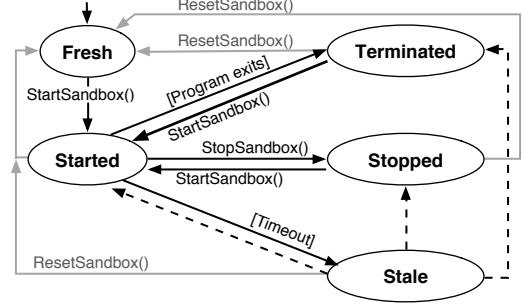 ResetSandbox()
Fresh
ResetSandbox()
Terminated
[Program exits]
StartSandbox()
StartSandbox()
Started
StopSandbox()
Stopped
StartSandbox()
[Timeout]
ResetSandbox()
Stale